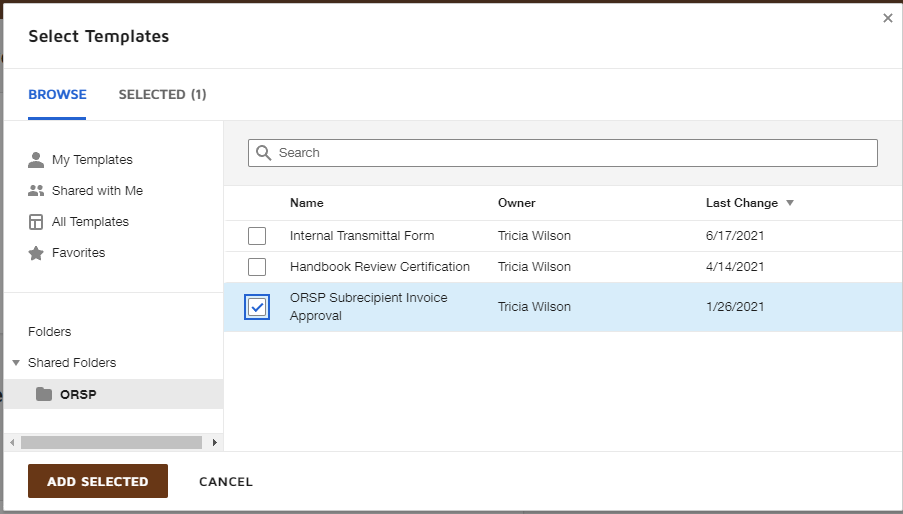 Select Templates
BROWSE
SELECTED (1)
My Templates
Shared with Me
All Templates
Favorites
Folders
Shared Folders
ORSP
Search
Name Owner Last Change
Internal Transmittal Form Tricia Wilson 6/17/2021
Handbook Review Certification Tricia Wilson 4/14/2021
ORSP Subrecipient Invoice
Approval
Tricia Wilson 1/26/2021
ADD SELECTED
CANCEL